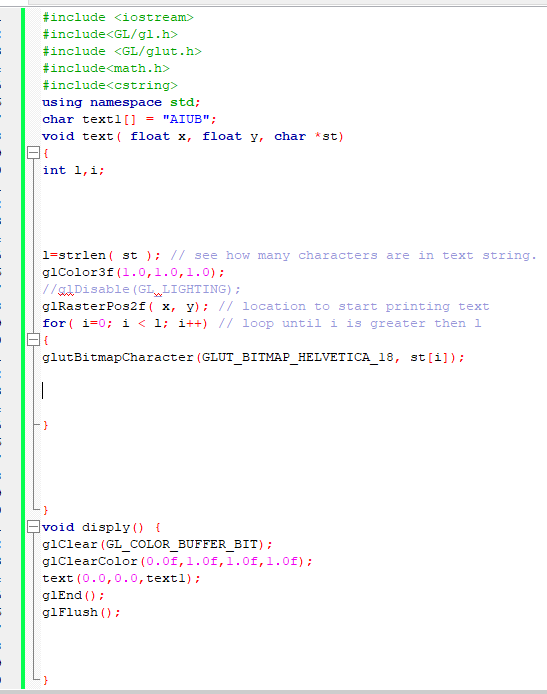 #include <iostream>
#include<GL/gl.h>
#include <GL/glut.h>
#include<math.h>
#include<cstring>
using namespace std;
char text1[] = "AIUB";
void text( float x, float y, char *st)
{
int l,i;
l=strlen( st ); // see how many characters are in text string.
glColor3f(1.0,1.0,1.0);
//glDisable(GL_LIGHTING);
glRasterPos2f( x, y); // location to start printing text
for( i=0; i < l; i++) // loop until i is greater then l
{
glutBitmapCharacter(GLUT_BITMAP_HELVETICA_18, st[i]);
}
}
void disply() {
glClear(GL_COLOR_BUFFER_BIT);
glClearColor(0.0f,1.0f,1.0f,1.0f);
text(0.0,0.0,text1);
glEnd();
glFlush();
}